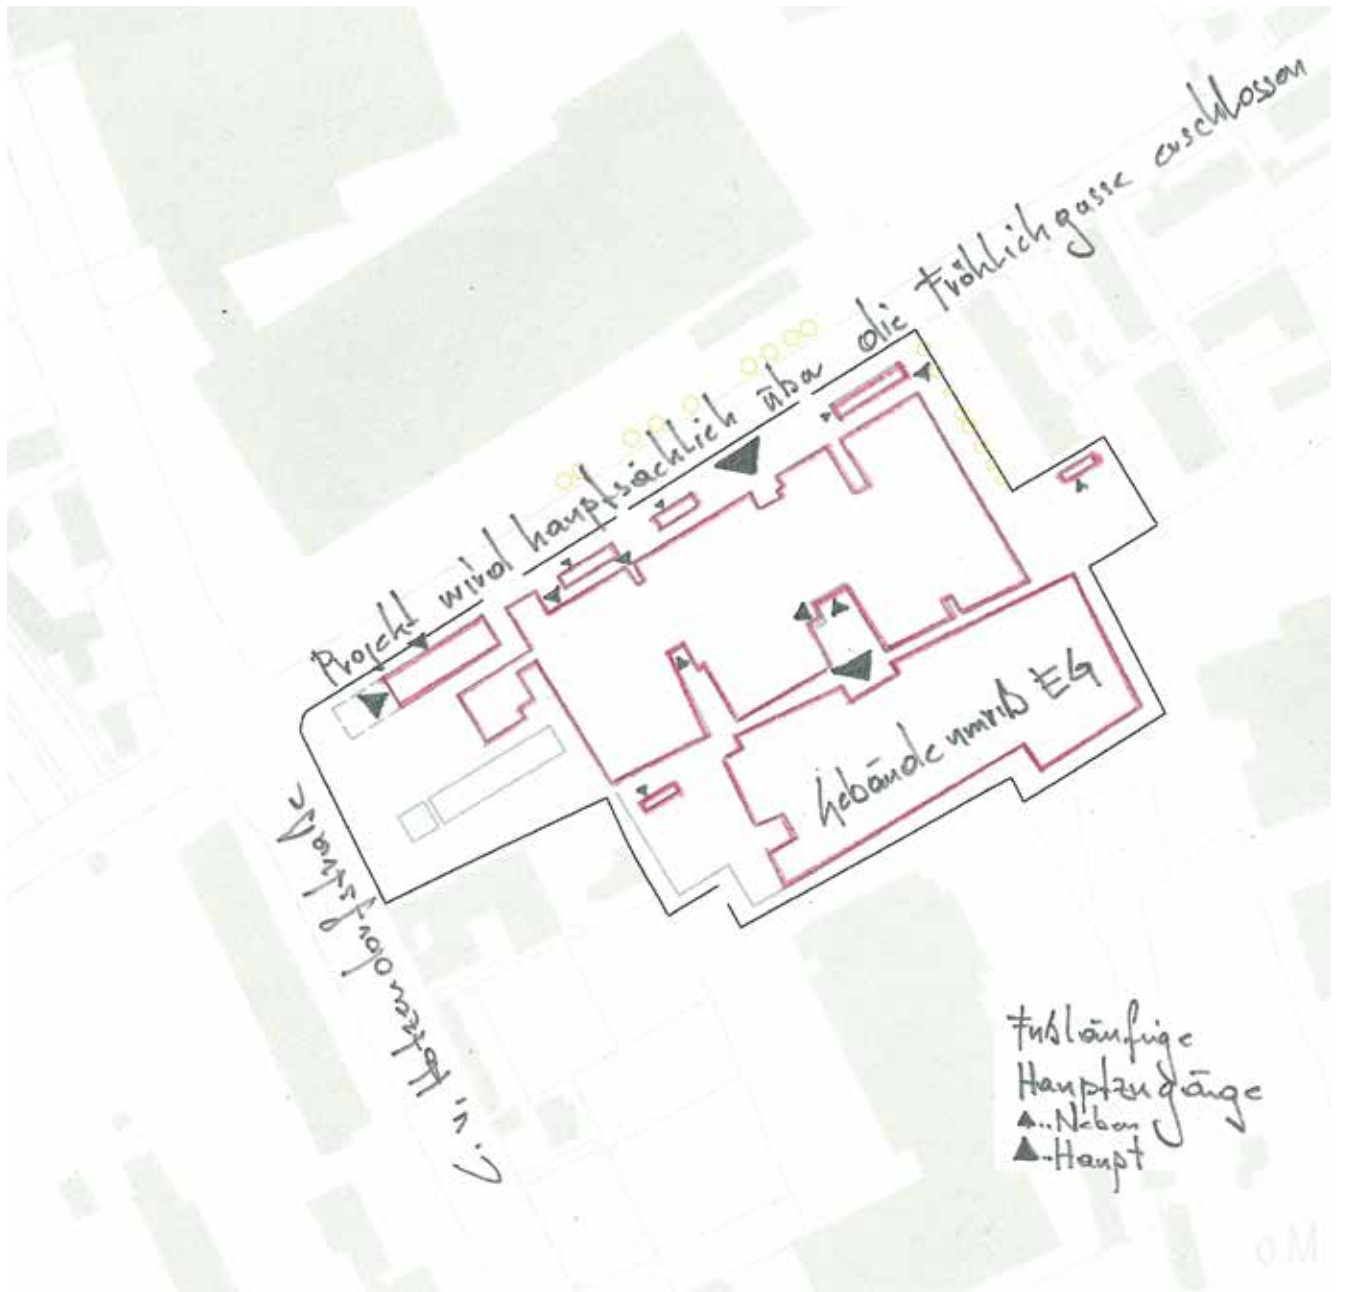 Projekt wird hauptsächlich über die Fröhlichgasse erschlossen
Gebäudeumriß EG
C. v. Hötzendorfstraße
Fußläufige
Hauptzugänge
▲..Neben
▲..Haupt
o.M